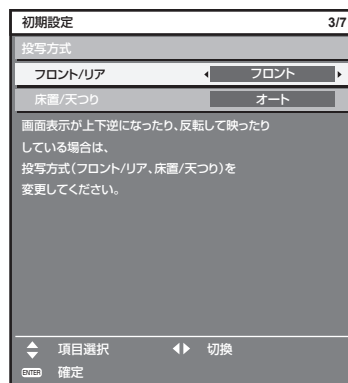 初期設定 3/7
投写方式
フロント/リア フロント
床置/天つり オート
画面表示が上下逆になったり、反転して映ったり
している場合は、
投写方式(フロント/リア、床置/天つり)を
変更してください。
項目選択 切換
ENTER 確定